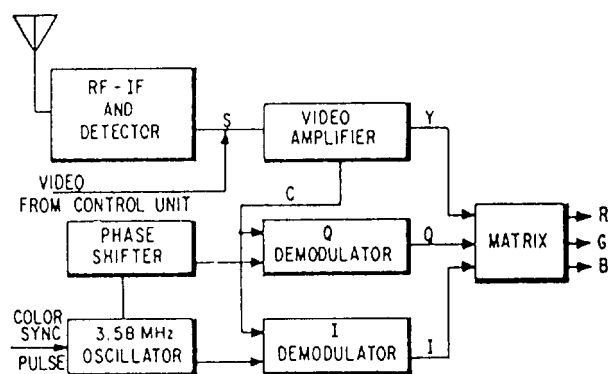 RF-IF
AND
DETECTOR
S
VIDEO
AMPLIFIER
Y
VIDEO
FROM CONTROL UNIT
C
PHASE
SHIFTER
Q
DEMODULATOR
Q
MATRIX
R
G
B
COLOR
SYNC
PULSE
3.58 MHz
OSCILLATOR
I
DEMODULATOR
I